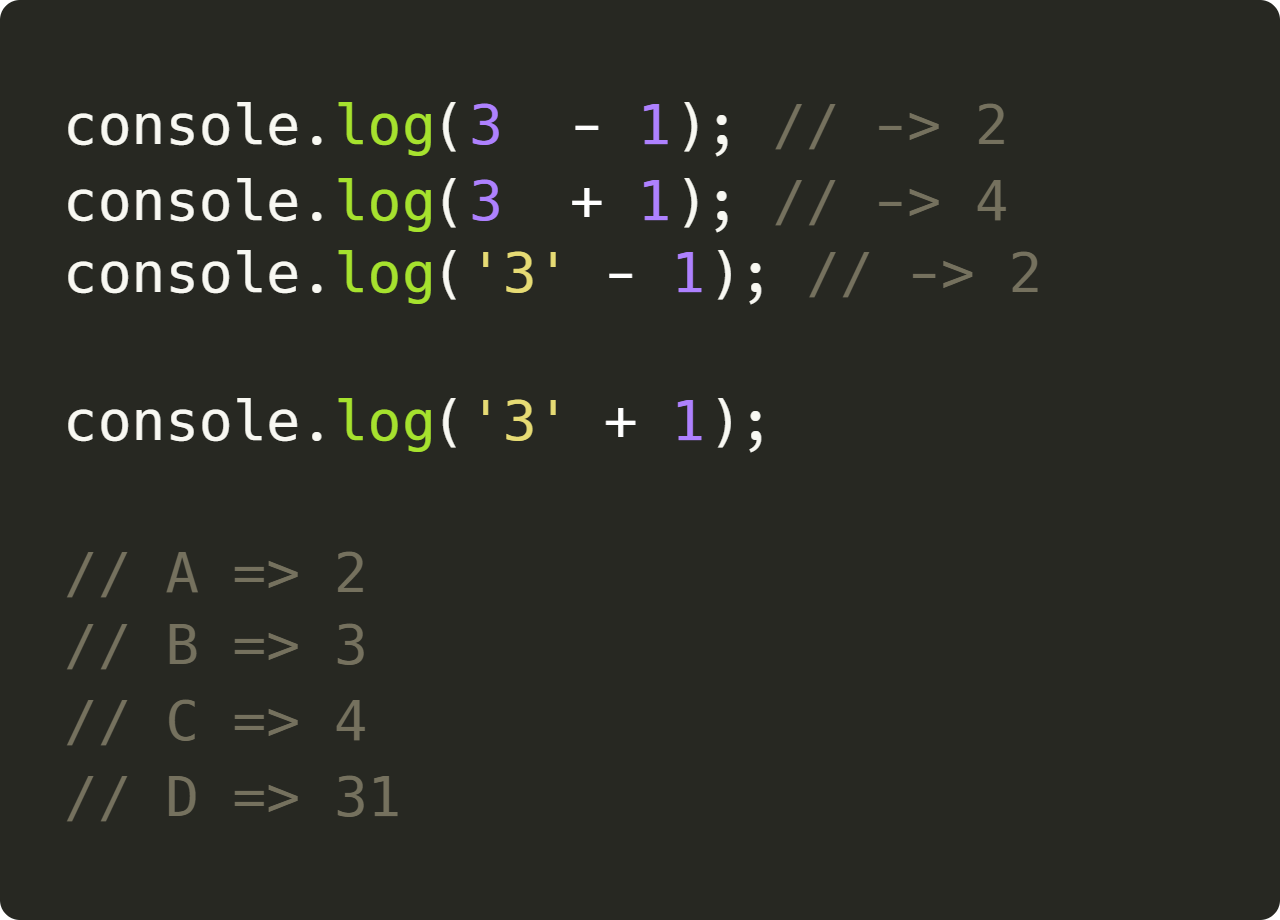 console.log(3  - 1); // -> 2
console.log(3  + 1); // -> 4
console.log('3' - 1); // -> 2
console.log('3' + 1);
// A => 2
// B => 3
// C => 4
// D => 31